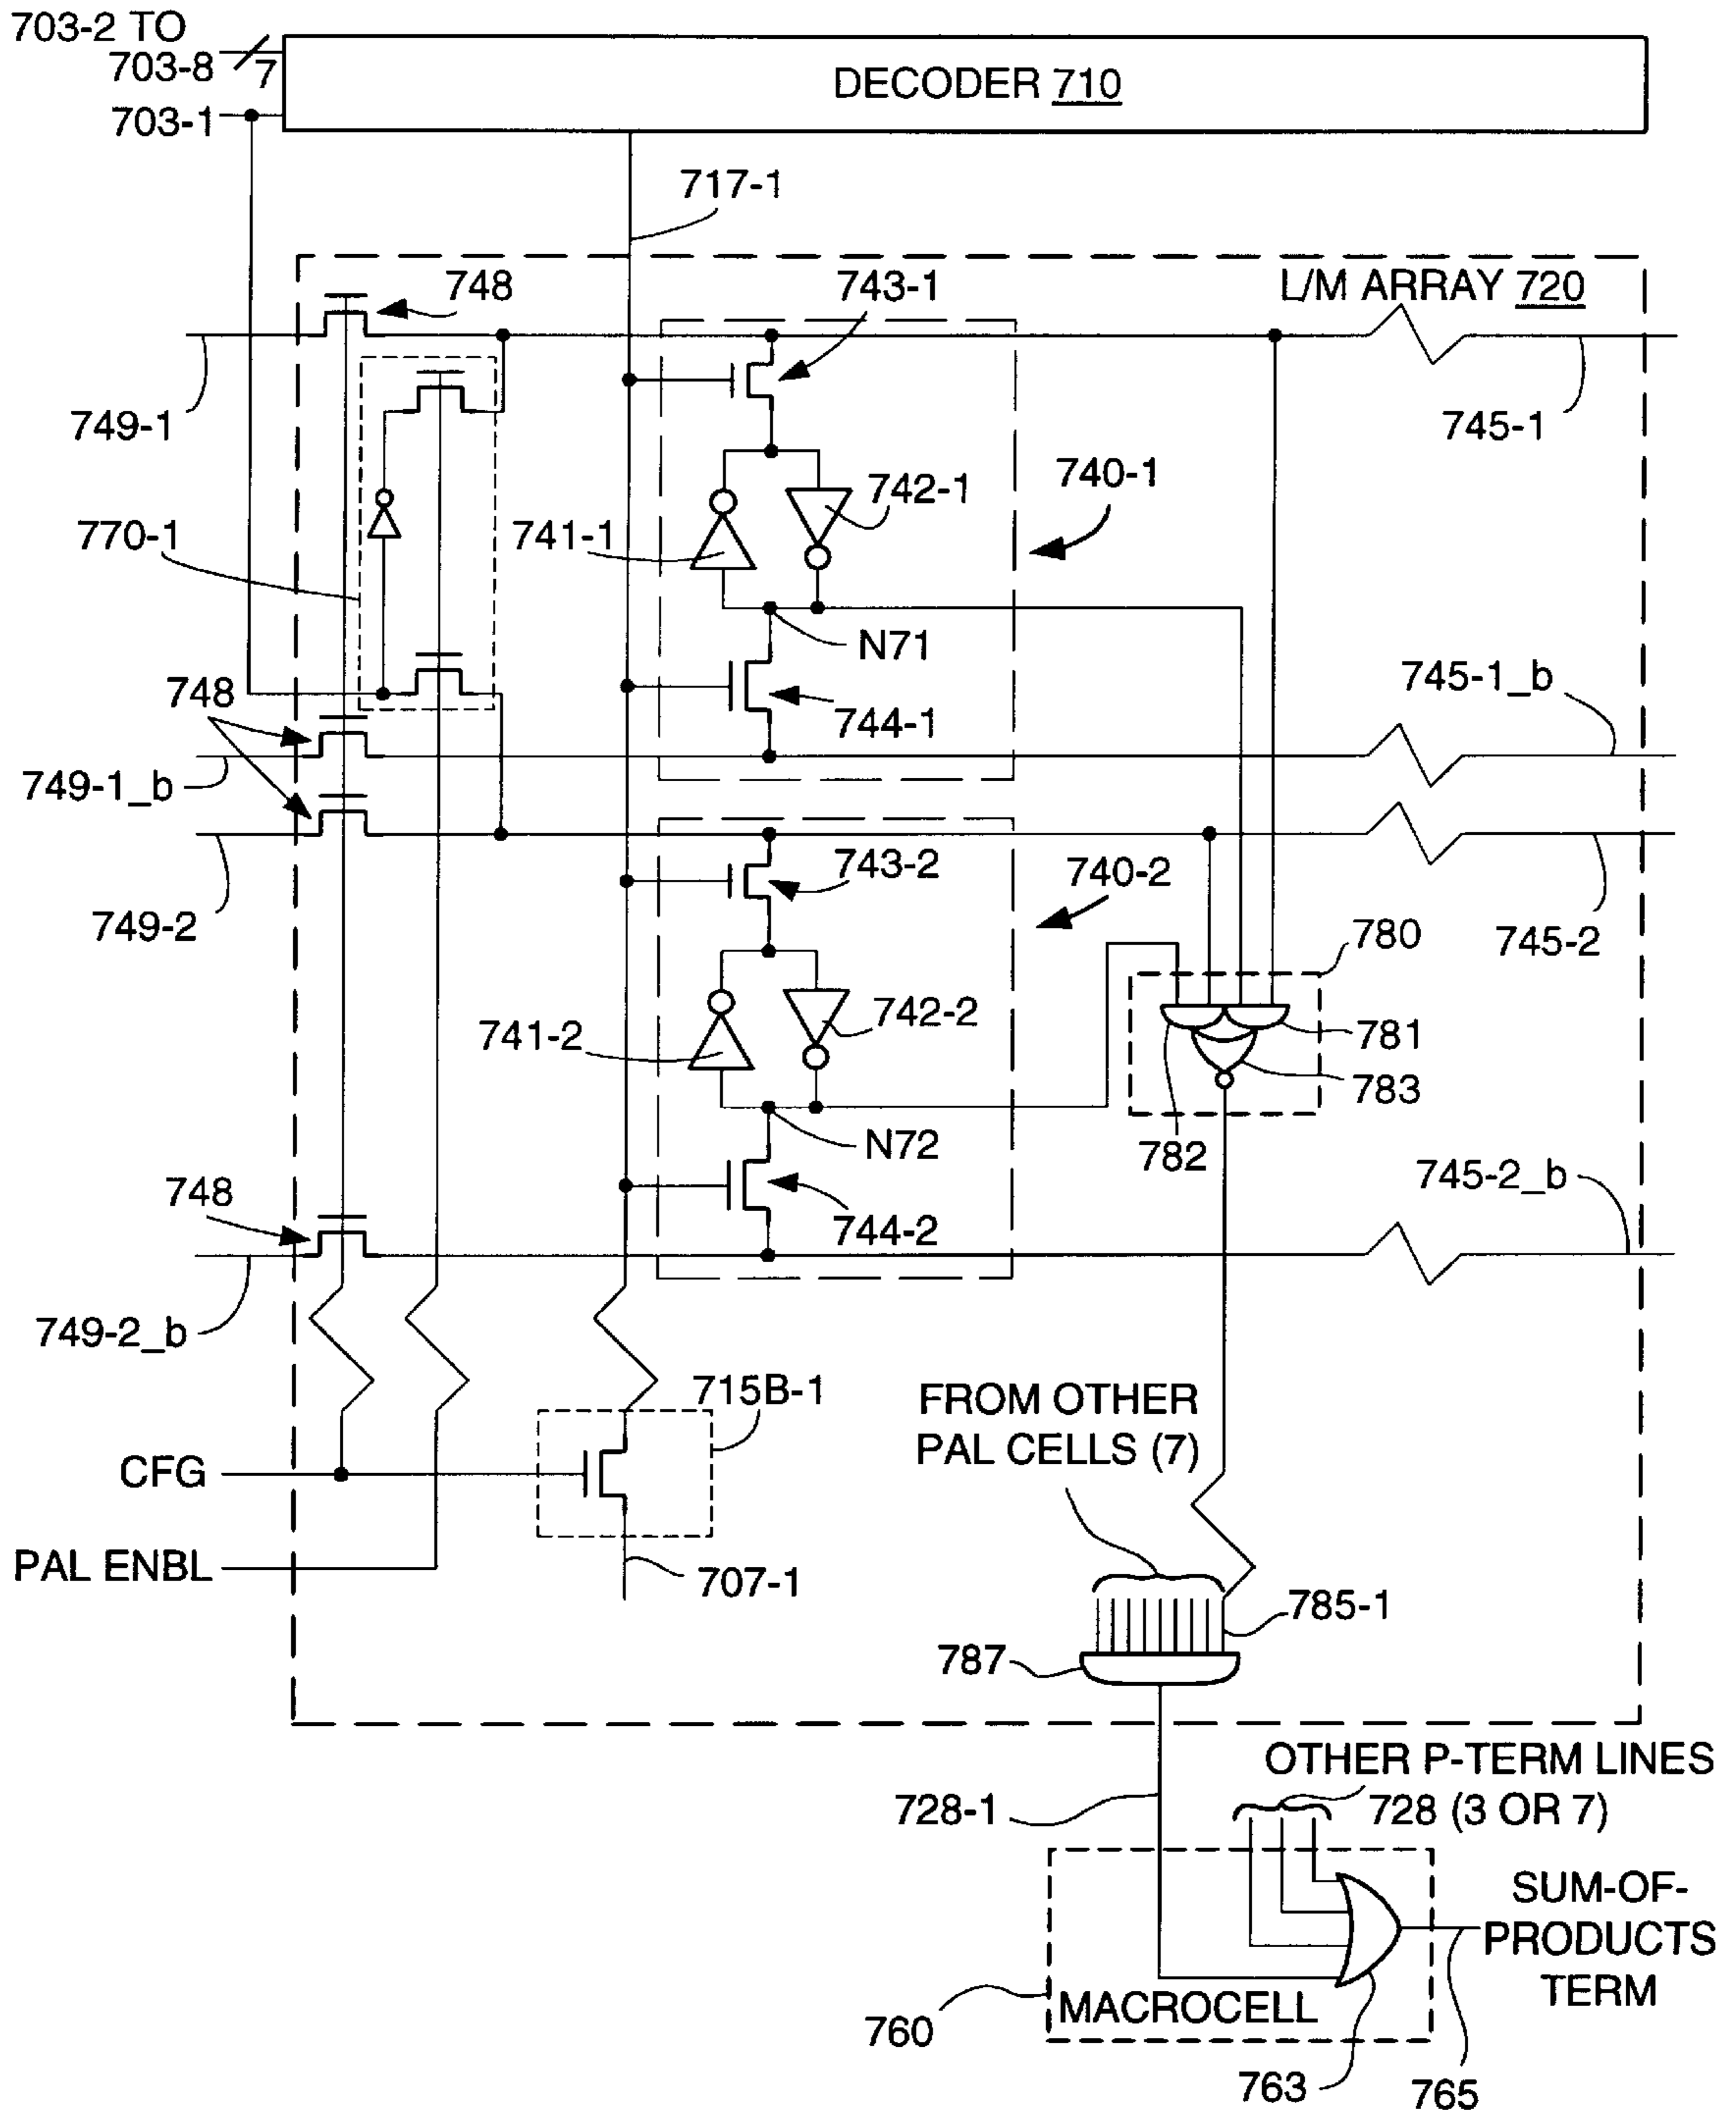 703-2 TO
703-8
7
703-1
DECODER 710
717-1
L/M ARRAY 720
748
743-1
749-1
745-1
740-1
742-1
741-1
770-1
N71
745-1_b
748
744-1
749-1_b
743-2
740-2
749-2
745-2
780
742-2
741-2
781
783
782
N72
745-2_b
748
744-2
749-2_b
715B-1
FROM OTHER
PAL CELLS (7)
CFG
PAL ENBL
707-1
785-1
787
OTHER P-TERM LINES
728 (3 OR 7)
728-1
SUM-OF-
PRODUCTS
TERM
MACROCELL
760
763
765